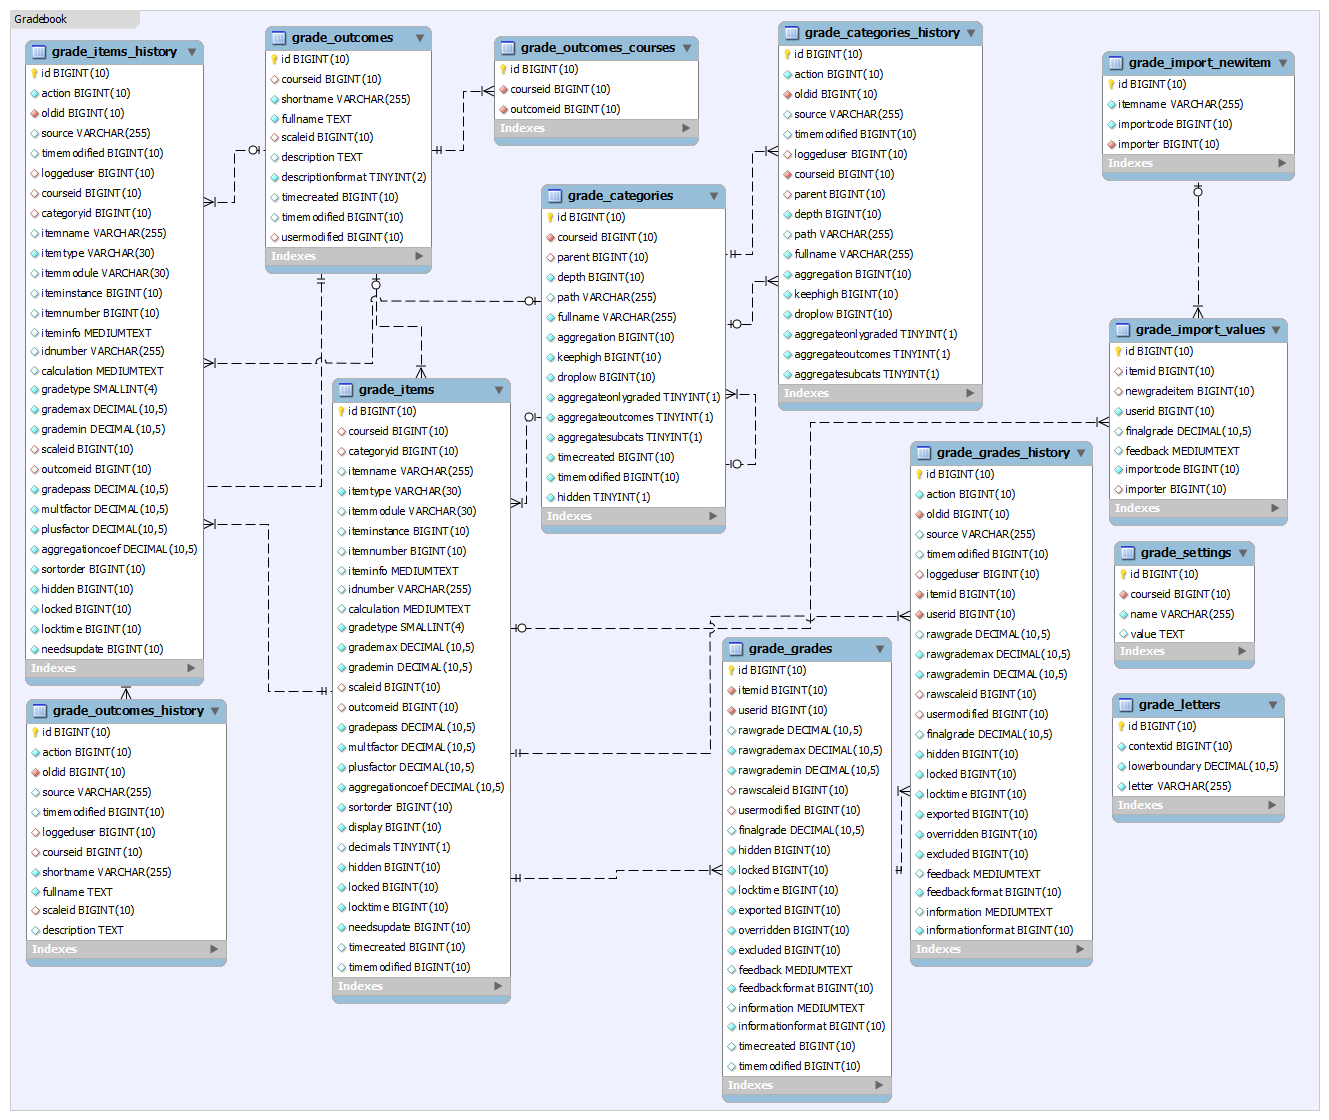 Gradebook
grade_items_history
id BIGINT(10)
action BIGINT(10)
oldid BIGINT(10)
source VARCHAR(255)
timemodified BIGINT(10)
loggeduser BIGINT(10)
courseid BIGINT(10)
categoryid BIGINT(10)
itemname VARCHAR(255)
itemtype VARCHAR(30)
itemmodule VARCHAR(30)
iteminstance BIGINT(10)
itemnumber BIGINT(10)
iteminfo MEDIUMTEXT
idnumber VARCHAR(255)
calculation MEDIUMTEXT
gradetype SMALLINT(4)
grademax DECIMAL(10,5)
grademin DECIMAL(10,5)
scaleid BIGINT(10)
outcomeid BIGINT(10)
gradepass DECIMAL(10,5)
multfactor DECIMAL(10,5)
plusfactor DECIMAL(10,5)
aggregationcoef DECIMAL(10,5)
sortorder BIGINT(10)
hidden BIGINT(10)
locked BIGINT(10)
locktime BIGINT(10)
needsupdate BIGINT(10)
Indexes
grade_outcomes_history
id BIGINT(10)
action BIGINT(10)
oldid BIGINT(10)
source VARCHAR(255)
timemodified BIGINT(10)
loggeduser BIGINT(10)
courseid BIGINT(10)
shortname VARCHAR(255)
fullname TEXT
scaleid BIGINT(10)
description TEXT
Indexes
grade_outcomes
id BIGINT(10)
courseid BIGINT(10)
shortname VARCHAR(255)
fullname TEXT
scaleid BIGINT(10)
description TEXT
descriptionformat TINYINT(2)
timecreated BIGINT(10)
timemodified BIGINT(10)
usermodified BIGINT(10)
Indexes
grade_items
id BIGINT(10)
courseid BIGINT(10)
categoryid BIGINT(10)
itemname VARCHAR(255)
itemtype VARCHAR(30)
itemmodule VARCHAR(30)
iteminstance BIGINT(10)
itemnumber BIGINT(10)
iteminfo MEDIUMTEXT
idnumber VARCHAR(255)
calculation MEDIUMTEXT
gradetype SMALLINT(4)
grademax DECIMAL(10,5)
grademin DECIMAL(10,5)
scaleid BIGINT(10)
outcomeid BIGINT(10)
gradepass DECIMAL(10,5)
multfactor DECIMAL(10,5)
plusfactor DECIMAL(10,5)
aggregationcoef DECIMAL(10,5)
sortorder BIGINT(10)
display BIGINT(10)
decimals TINYINT(1)
hidden BIGINT(10)
locked BIGINT(10)
locktime BIGINT(10)
needsupdate BIGINT(10)
timecreated BIGINT(10)
timemodified BIGINT(10)
Indexes
grade_outcomes_courses
id BIGINT(10)
courseid BIGINT(10)
outcomeid BIGINT(10)
Indexes
grade_categories
id BIGINT(10)
courseid BIGINT(10)
parent BIGINT(10)
depth BIGINT(10)
path VARCHAR(255)
fullname VARCHAR(255)
aggregation BIGINT(10)
keephigh BIGINT(10)
droplow BIGINT(10)
aggregateonlygraded TINYINT(1)
aggregateoutcomes TINYINT(1)
aggregatesubcats TINYINT(1)
timecreated BIGINT(10)
timemodified BIGINT(10)
hidden TINYINT(1)
Indexes
grade_categories_history
id BIGINT(10)
action BIGINT(10)
oldid BIGINT(10)
source VARCHAR(255)
timemodified BIGINT(10)
loggeduser BIGINT(10)
courseid BIGINT(10)
parent BIGINT(10)
depth BIGINT(10)
path VARCHAR(255)
fullname VARCHAR(255)
aggregation BIGINT(10)
keephigh BIGINT(10)
droplow BIGINT(10)
aggregateonlygraded TINYINT(1)
aggregateoutcomes TINYINT(1)
aggregatesubcats TINYINT(1)
Indexes
grade_grades
id BIGINT(10)
itemid BIGINT(10)
userid BIGINT(10)
rawgrade DECIMAL(10,5)
rawgrademax DECIMAL(10,5)
rawgrademin DECIMAL(10,5)
rawscaleid BIGINT(10)
usermodified BIGINT(10)
finalgrade DECIMAL(10,5)
hidden BIGINT(10)
locked BIGINT(10)
locktime BIGINT(10)
exported BIGINT(10)
overridden BIGINT(10)
excluded BIGINT(10)
feedback MEDIUMTEXT
feedbackformat BIGINT(10)
information MEDIUMTEXT
informationformat BIGINT(10)
timecreated BIGINT(10)
timemodified BIGINT(10)
Indexes
grade_grades_history
id BIGINT(10)
action BIGINT(10)
oldid BIGINT(10)
source VARCHAR(255)
timemodified BIGINT(10)
loggeduser BIGINT(10)
itemid BIGINT(10)
userid BIGINT(10)
rawgrade DECIMAL(10,5)
rawgrademax DECIMAL(10,5)
rawgrademin DECIMAL(10,5)
rawscaleid BIGINT(10)
usermodified BIGINT(10)
finalgrade DECIMAL(10,5)
hidden BIGINT(10)
locked BIGINT(10)
locktime BIGINT(10)
exported BIGINT(10)
overridden BIGINT(10)
excluded BIGINT(10)
feedback MEDIUMTEXT
feedbackformat BIGINT(10)
information MEDIUMTEXT
informationformat BIGINT(10)
Indexes
grade_import_newitem
id BIGINT(10)
itemname VARCHAR(255)
importcode BIGINT(10)
importer BIGINT(10)
Indexes
grade_import_values
id BIGINT(10)
itemid BIGINT(10)
newgradeitem BIGINT(10)
userid BIGINT(10)
finalgrade DECIMAL(10,5)
feedback MEDIUMTEXT
importcode BIGINT(10)
importer BIGINT(10)
Indexes
grade_settings
id BIGINT(10)
courseid BIGINT(10)
name VARCHAR(255)
value TEXT
Indexes
grade_letters
id BIGINT(10)
contextid BIGINT(10)
lowerboundary DECIMAL(10,5)
letter VARCHAR(255)
Indexes